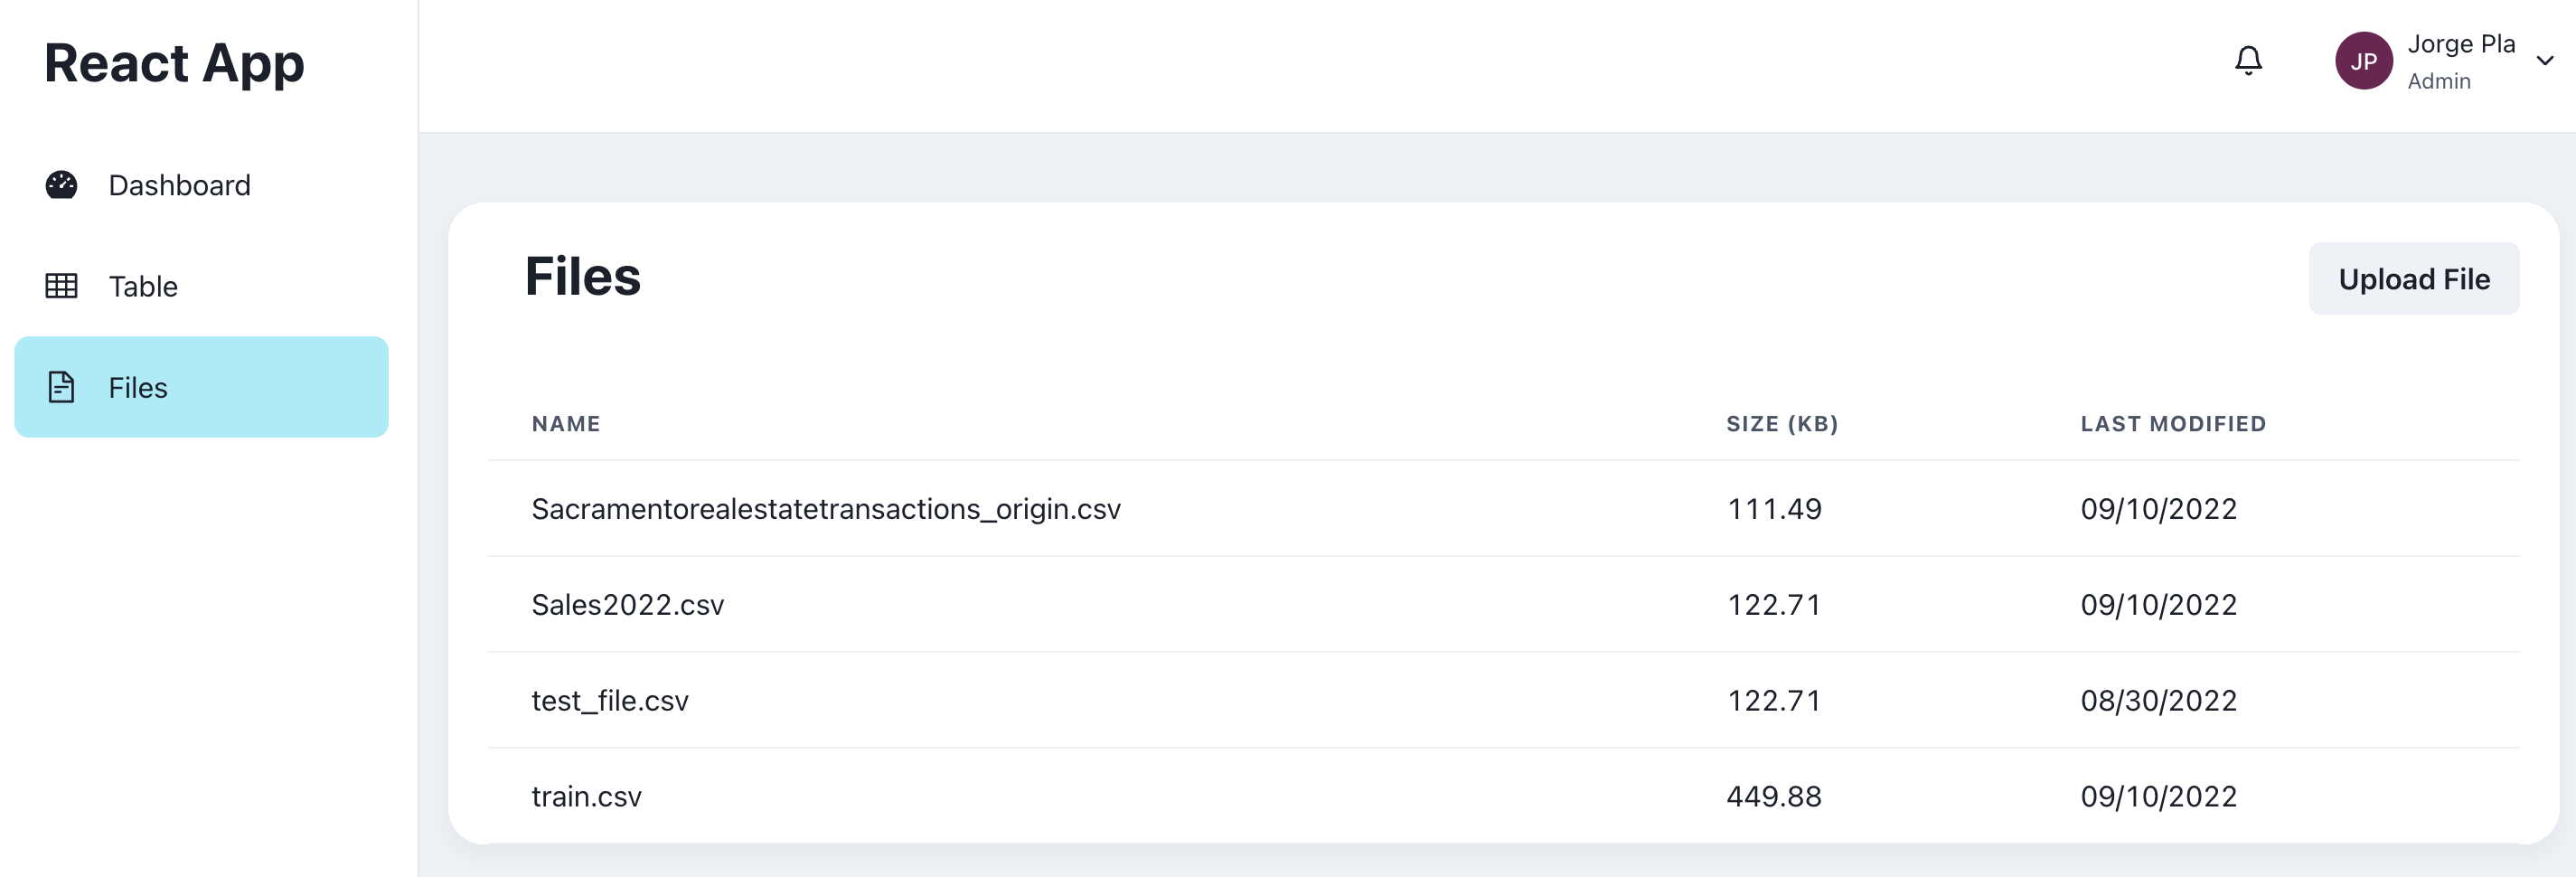 React App
Dashboard
Table
Files
JP
Jorge Pla
Admin
Files
Upload File
NAME SIZE (KB) LAST MODIFIED
Sacramentorealestatetransactions_origin.csv 111.49 09/10/2022
Sales2022.csv 122.71 09/10/2022
test_file.csv 122.71 08/30/2022
train.csv 449.88 09/10/2022